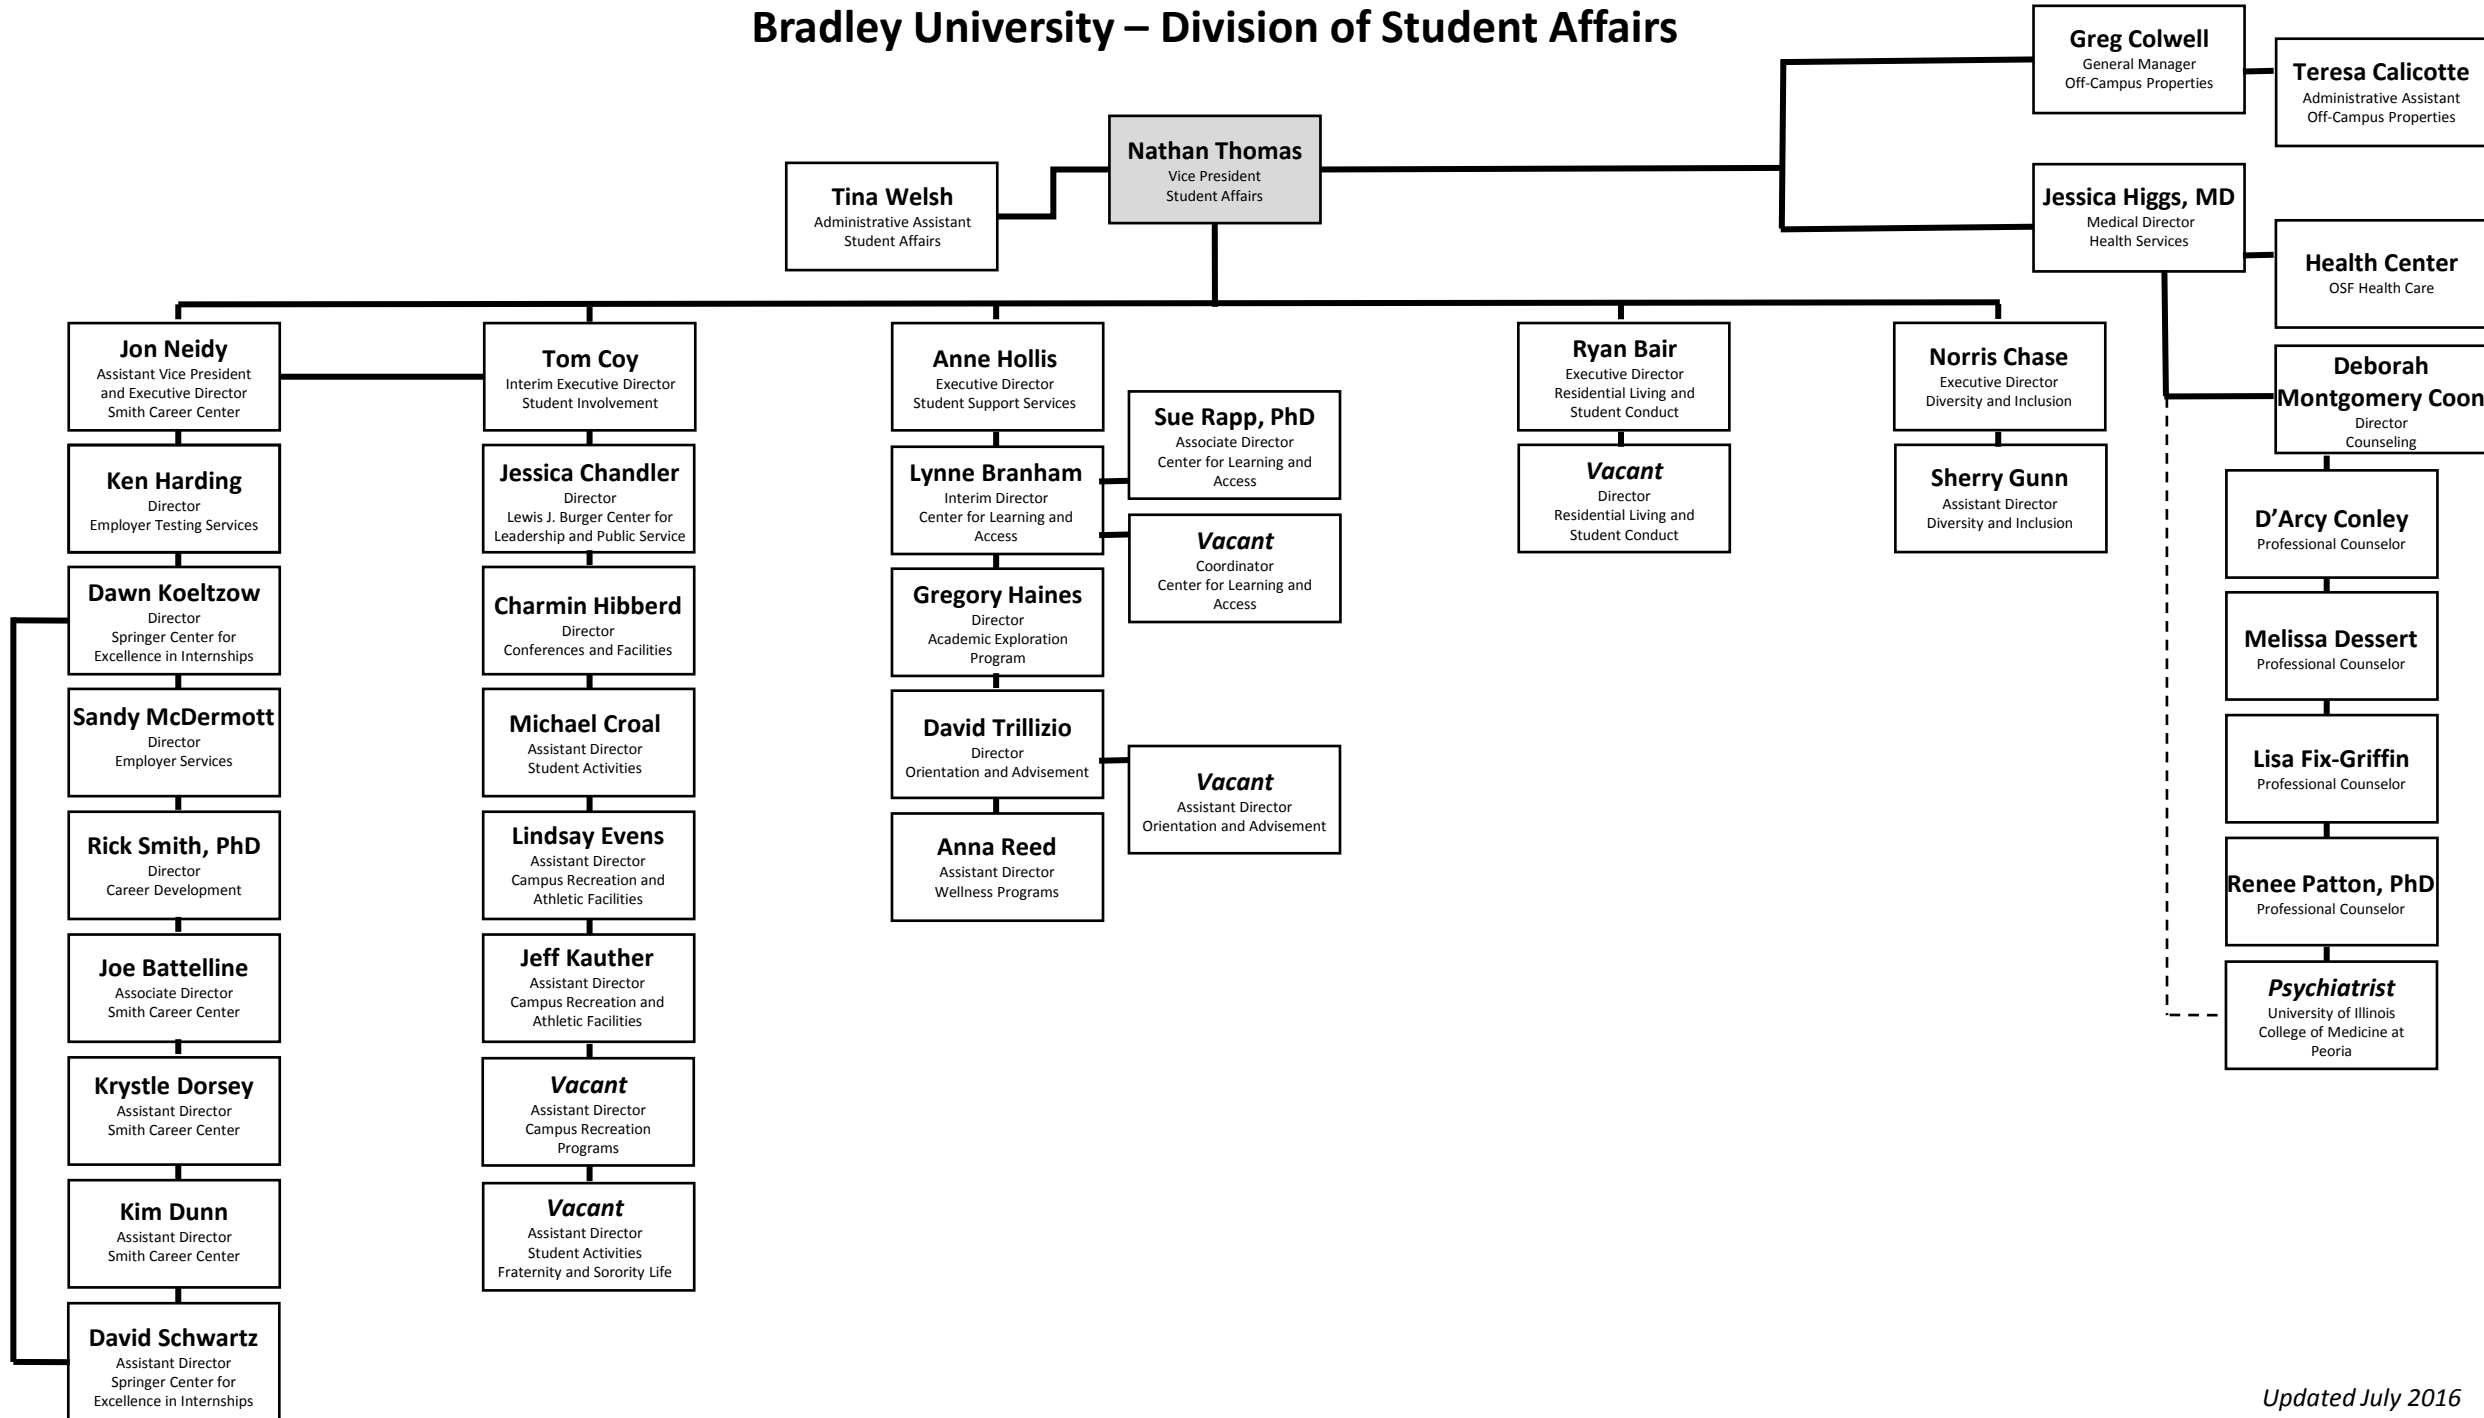 Bradley University – Division of Student Affairs
Greg Colwell
General Manager
Off-Campus Properties
Teresa Calicotte
Administrative Assistant
Off-Campus Properties
Nathan Thomas
Vice President
Student Affairs
Tina Welsh
Administrative Assistant
Student Affairs
Jessica Higgs, MD
Medical Director
Health Services
Health Center
OSF Health Care
Jon Neidy
Assistant Vice President
and Executive Director
Smith Career Center
Ken Harding
Director
Employer Testing Services
Dawn Koeltzow
Director
Springer Center for
Excellence in Internships
Sandy McDermott
Director
Employer Services
Rick Smith, PhD
Director
Career Development
Joe Battelline
Associate Director
Smith Career Center
Krystle Dorsey
Assistant Director
Smith Career Center
Kim Dunn
Assistant Director
Smith Career Center
David Schwartz
Assistant Director
Springer Center for
Excellence in Internships
Tom Coy
Interim Executive Director
Student Involvement
Jessica Chandler
Director
Lewis J. Burger Center for
Leadership and Public Service
Charmin Hibberd
Director
Conferences and Facilities
Michael Croal
Assistant Director
Student Activities
Lindsay Evens
Assistant Director
Campus Recreation and
Athletic Facilities
Jeff Kauther
Assistant Director
Campus Recreation and
Athletic Facilities
Vacant
Assistant Director
Campus Recreation
Programs
Vacant
Assistant Director
Student Activities
Fraternity and Sorority Life
Anne Hollis
Executive Director
Student Support Services
Lynne Branham
Interim Director
Center for Learning and
Access
Sue Rapp, PhD
Associate Director
Center for Learning and
Access
Vacant
Coordinator
Center for Learning and
Access
Gregory Haines
Director
Academic Exploration
Program
David Trillizio
Director
Orientation and Advisement
Vacant
Assistant Director
Orientation and Advisement
Anna Reed
Assistant Director
Wellness Programs
Ryan Bair
Executive Director
Residential Living and
Student Conduct
Vacant
Director
Residential Living and
Student Conduct
Norris Chase
Executive Director
Diversity and Inclusion
Sherry Gunn
Assistant Director
Diversity and Inclusion
Deborah
Montgomery Coon
Director
Counseling
D’Arcy Conley
Professional Counselor
Melissa Dessert
Professional Counselor
Lisa Fix-Griffin
Professional Counselor
Renee Patton, PhD
Professional Counselor
Psychiatrist
University of Illinois
College of Medicine at
Peoria
Updated July 2016